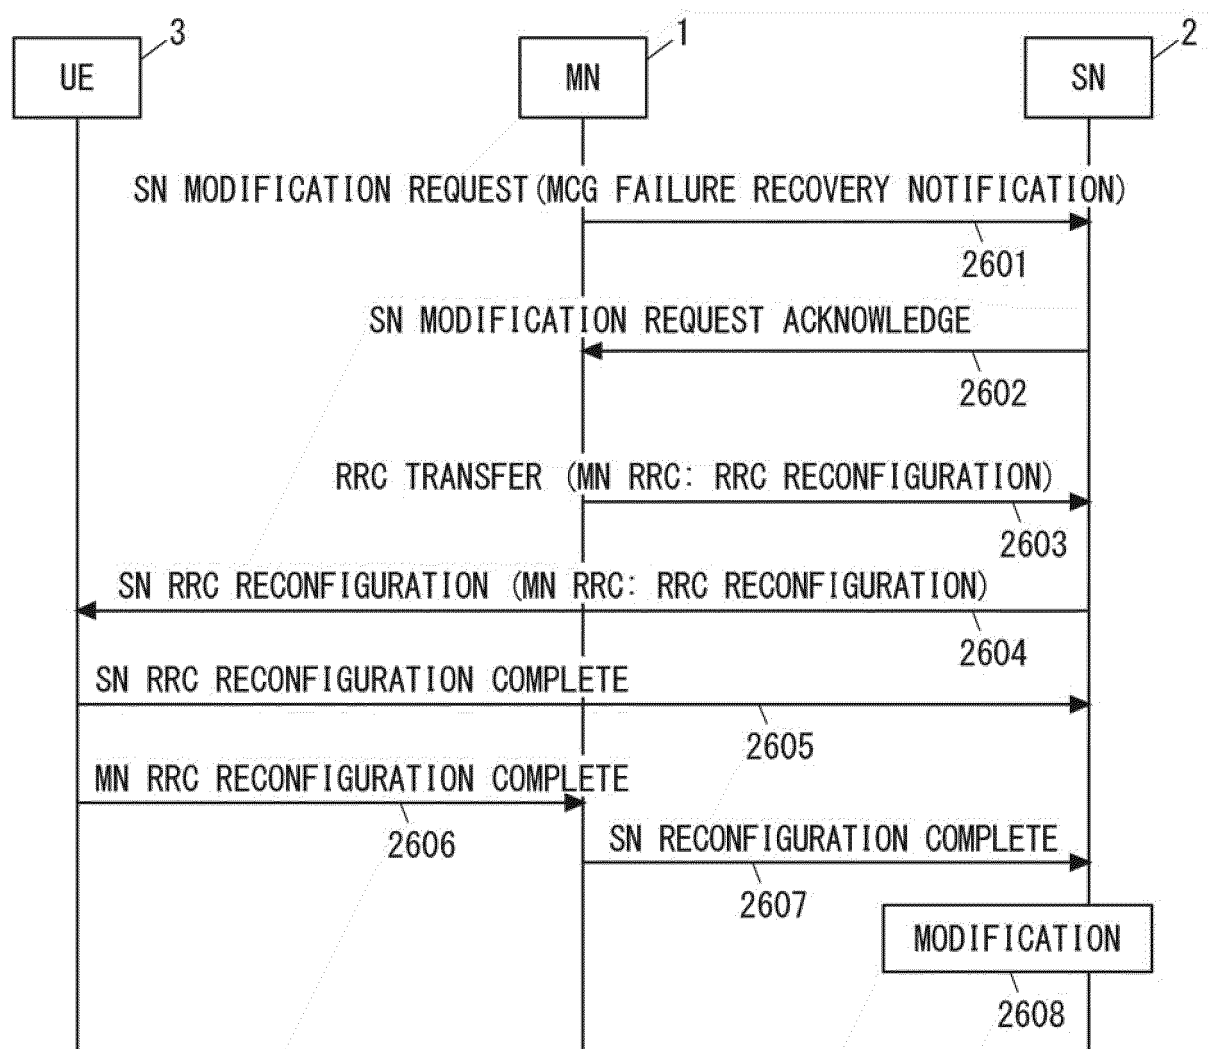 3
1
2
UE
MN
SN
SN MODIFICATION REQUEST(MCG FAILURE RECOVERY NOTIFICATION)
2601
SN MODIFICATION REQUEST ACKNOWLEDGE
2602
RRC TRANSFER (MN RRC: RRC RECONFIGURATION)
2603
SN RRC RECONFIGURATION (MN RRC: RRC RECONFIGURATION)
2604
SN RRC RECONFIGURATION COMPLETE
2605
MN RRC RECONFIGURATION COMPLETE
2606
SN RECONFIGURATION COMPLETE
2607
MODIFICATION
2608